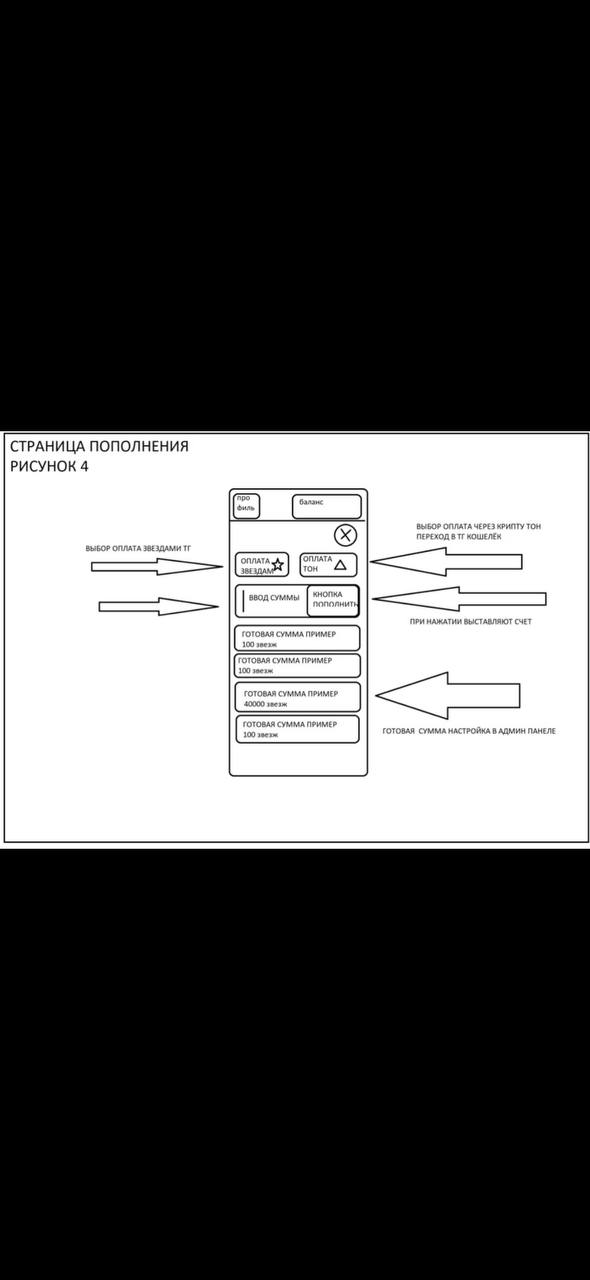 СТРАНИЦА ПОПОЛНЕНИЯ
РИСУНОК 4
про
филь
баланс
ВЫБОР ОПЛАТА ЗВЕЗДАМИ ТГ
ВЫБОР ОПЛАТА ЧЕРЕЗ КРИПТУ ТОН
ПЕРЕХОД В ТГ КОШЕЛЁК
ОПЛАТА
ЗВЕЗДАМ
ОПЛАТА
ТОН
ВВОД СУММЫ
КНОПКА
ПОПОЛНИТЬ
ПРИ НАЖАТИИ ВЫСТАВЛЯЮТ СЧЕТ
ГОТОВАЯ СУММА ПРИМЕР
100 звезж
ГОТОВАЯ СУММА ПРИМЕР
100 звезж
ГОТОВАЯ СУММА ПРИМЕР
40000 звезж
ГОТОВАЯ СУММА ПРИМЕР
100 звезж
ГОТОВАЯ СУММА НАСТРОЙКА В АДМИН ПАНЕЛЕ